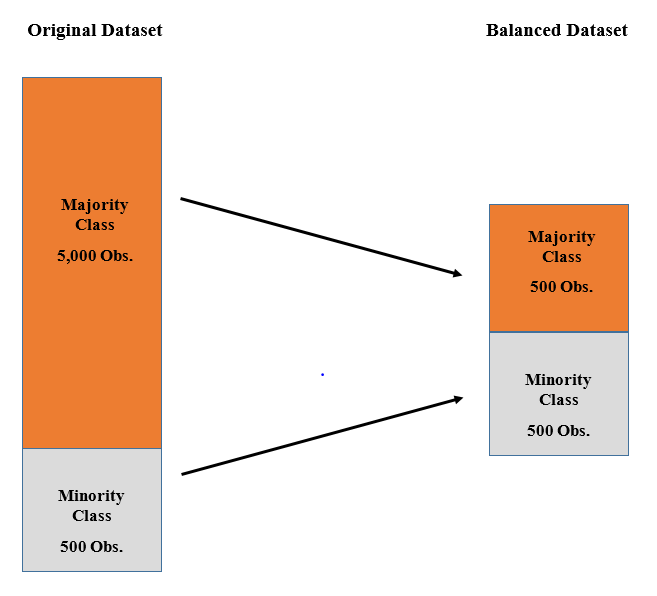 Original Dataset
Balanced Dataset
Majority
Class
5,000 Obs.
Minority
Class
500 Obs.
Majority
Class
500 Obs.
Minority
Class
500 Obs.